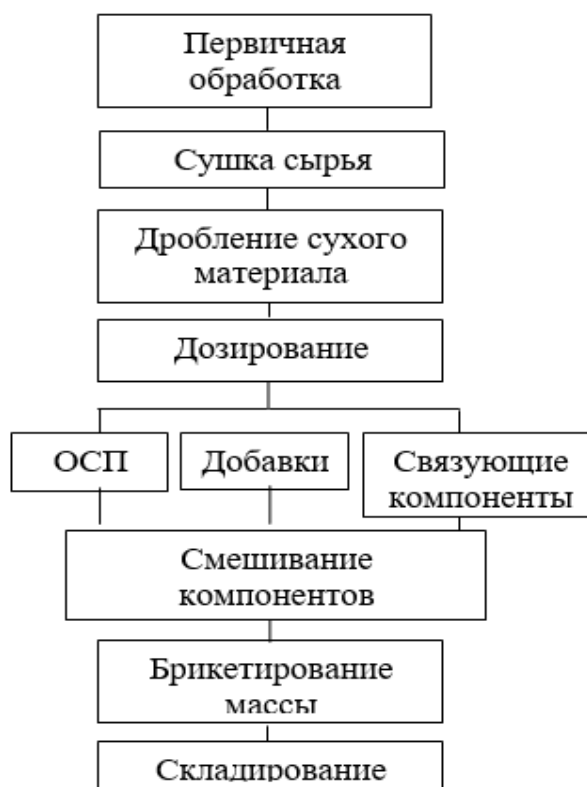 Первичная
обработка
Сушка сырья
Дробление сухого
материала
Дозирование
ОСП
Добавки
Связующие
компоненты
Смешивание
компонентов
Брикетирование
массы
Складирование